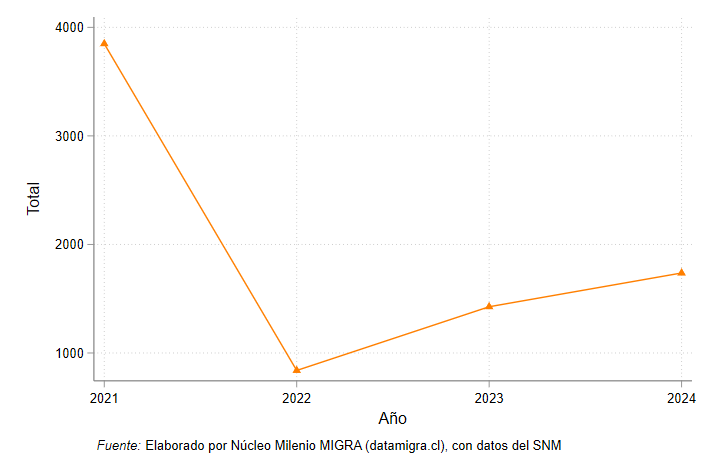 4000
3000
2000
1000
Total
2021 2022 2023 2024
Año
Fuente: Elaborado por Núcleo Milenio MIGRA (datamigra.cl), con datos del SNM